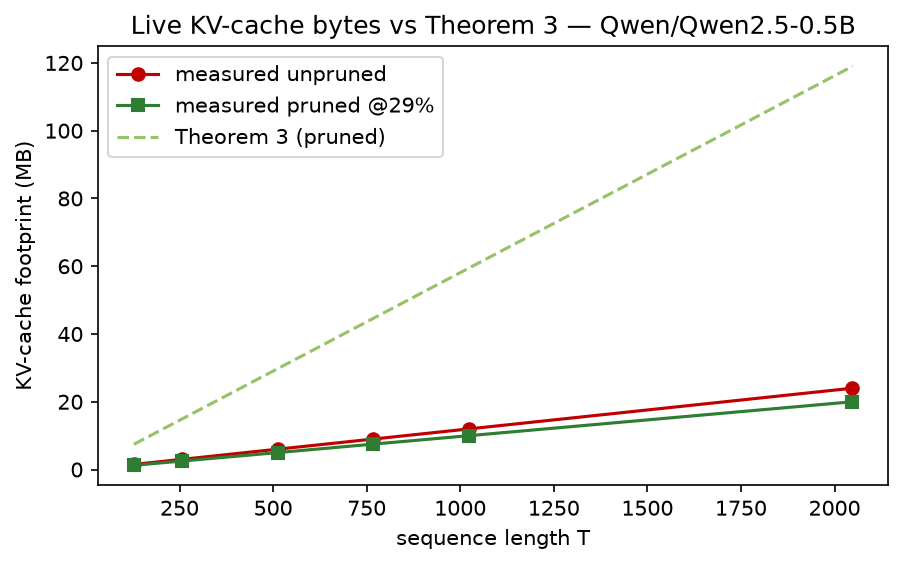 Live KV-cache bytes vs Theorem 3 — Qwen/Qwen2.5-0.5B
measured unpruned
measured pruned @29%
Theorem 3 (pruned)
KV-cache footprint (MB)
120
100
80
60
40
20
0
250 500 750 1000 1250 1500 1750 2000
sequence length T